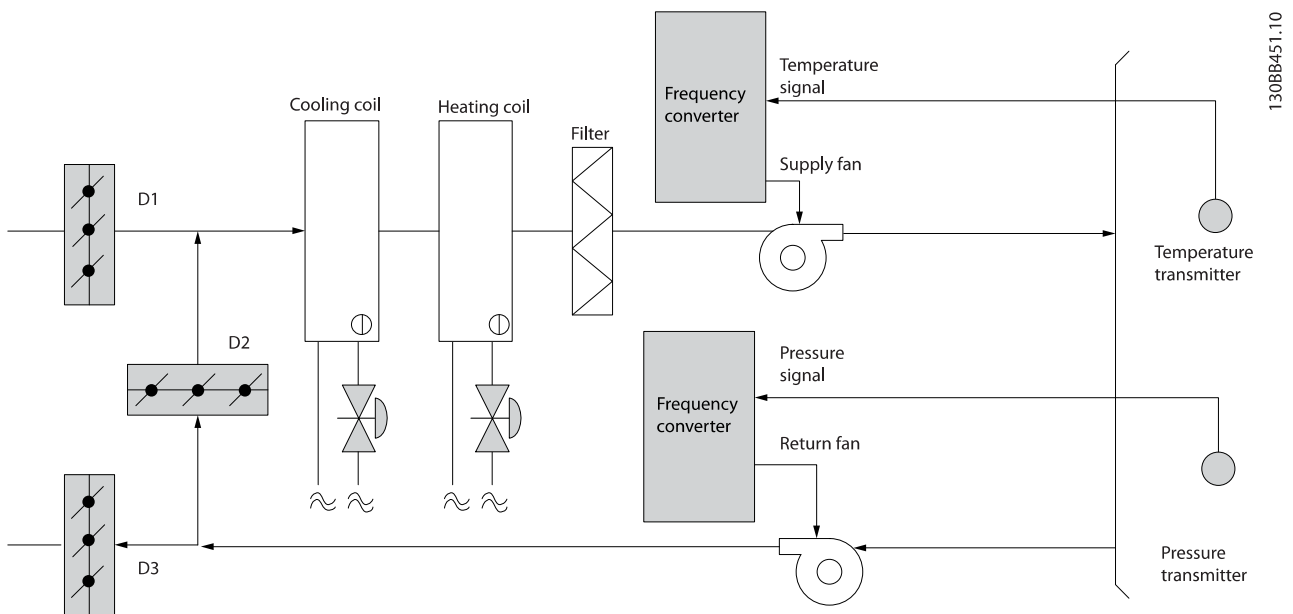 130BB451.10
Temperature
signal
Frequency
converter
Cooling coil
Heating coil
Filter
Supply fan
D1
Temperature
transmitter
D2
Pressure
signal
Frequency
converter
Return fan
D3
Pressure
transmitter